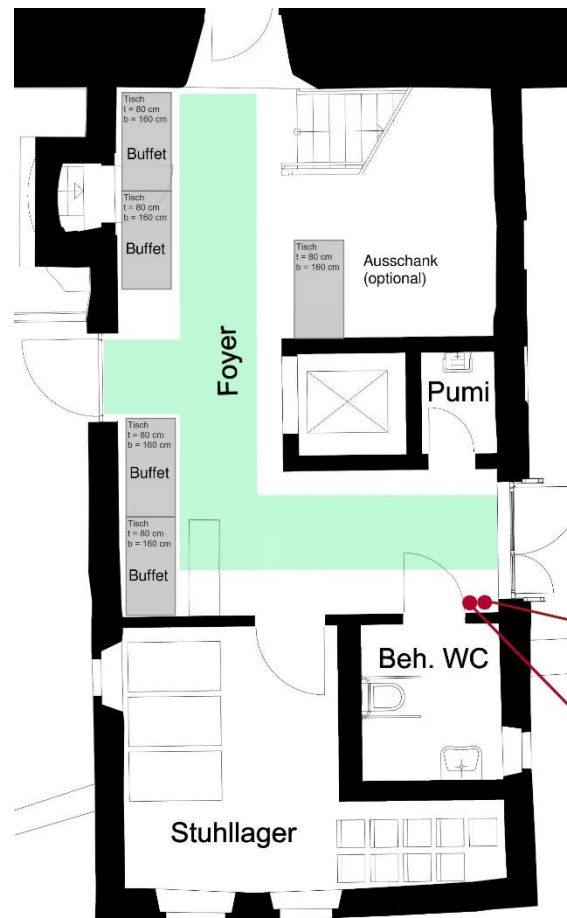 Tisch
t = 80 cm
b = 160 cm
Buffet
Tisch
t = 80 cm
b = 160 cm
Buffet
Tisch
t = 80 cm
b = 160 cm
Ausschank
(optional)
Foyer
Pumi
Tisch
t = 80 cm
b = 160 cm
Buffet
Tisch
t = 80 cm
b = 160 cm
Buffet
Beh. WC
Stuhllager